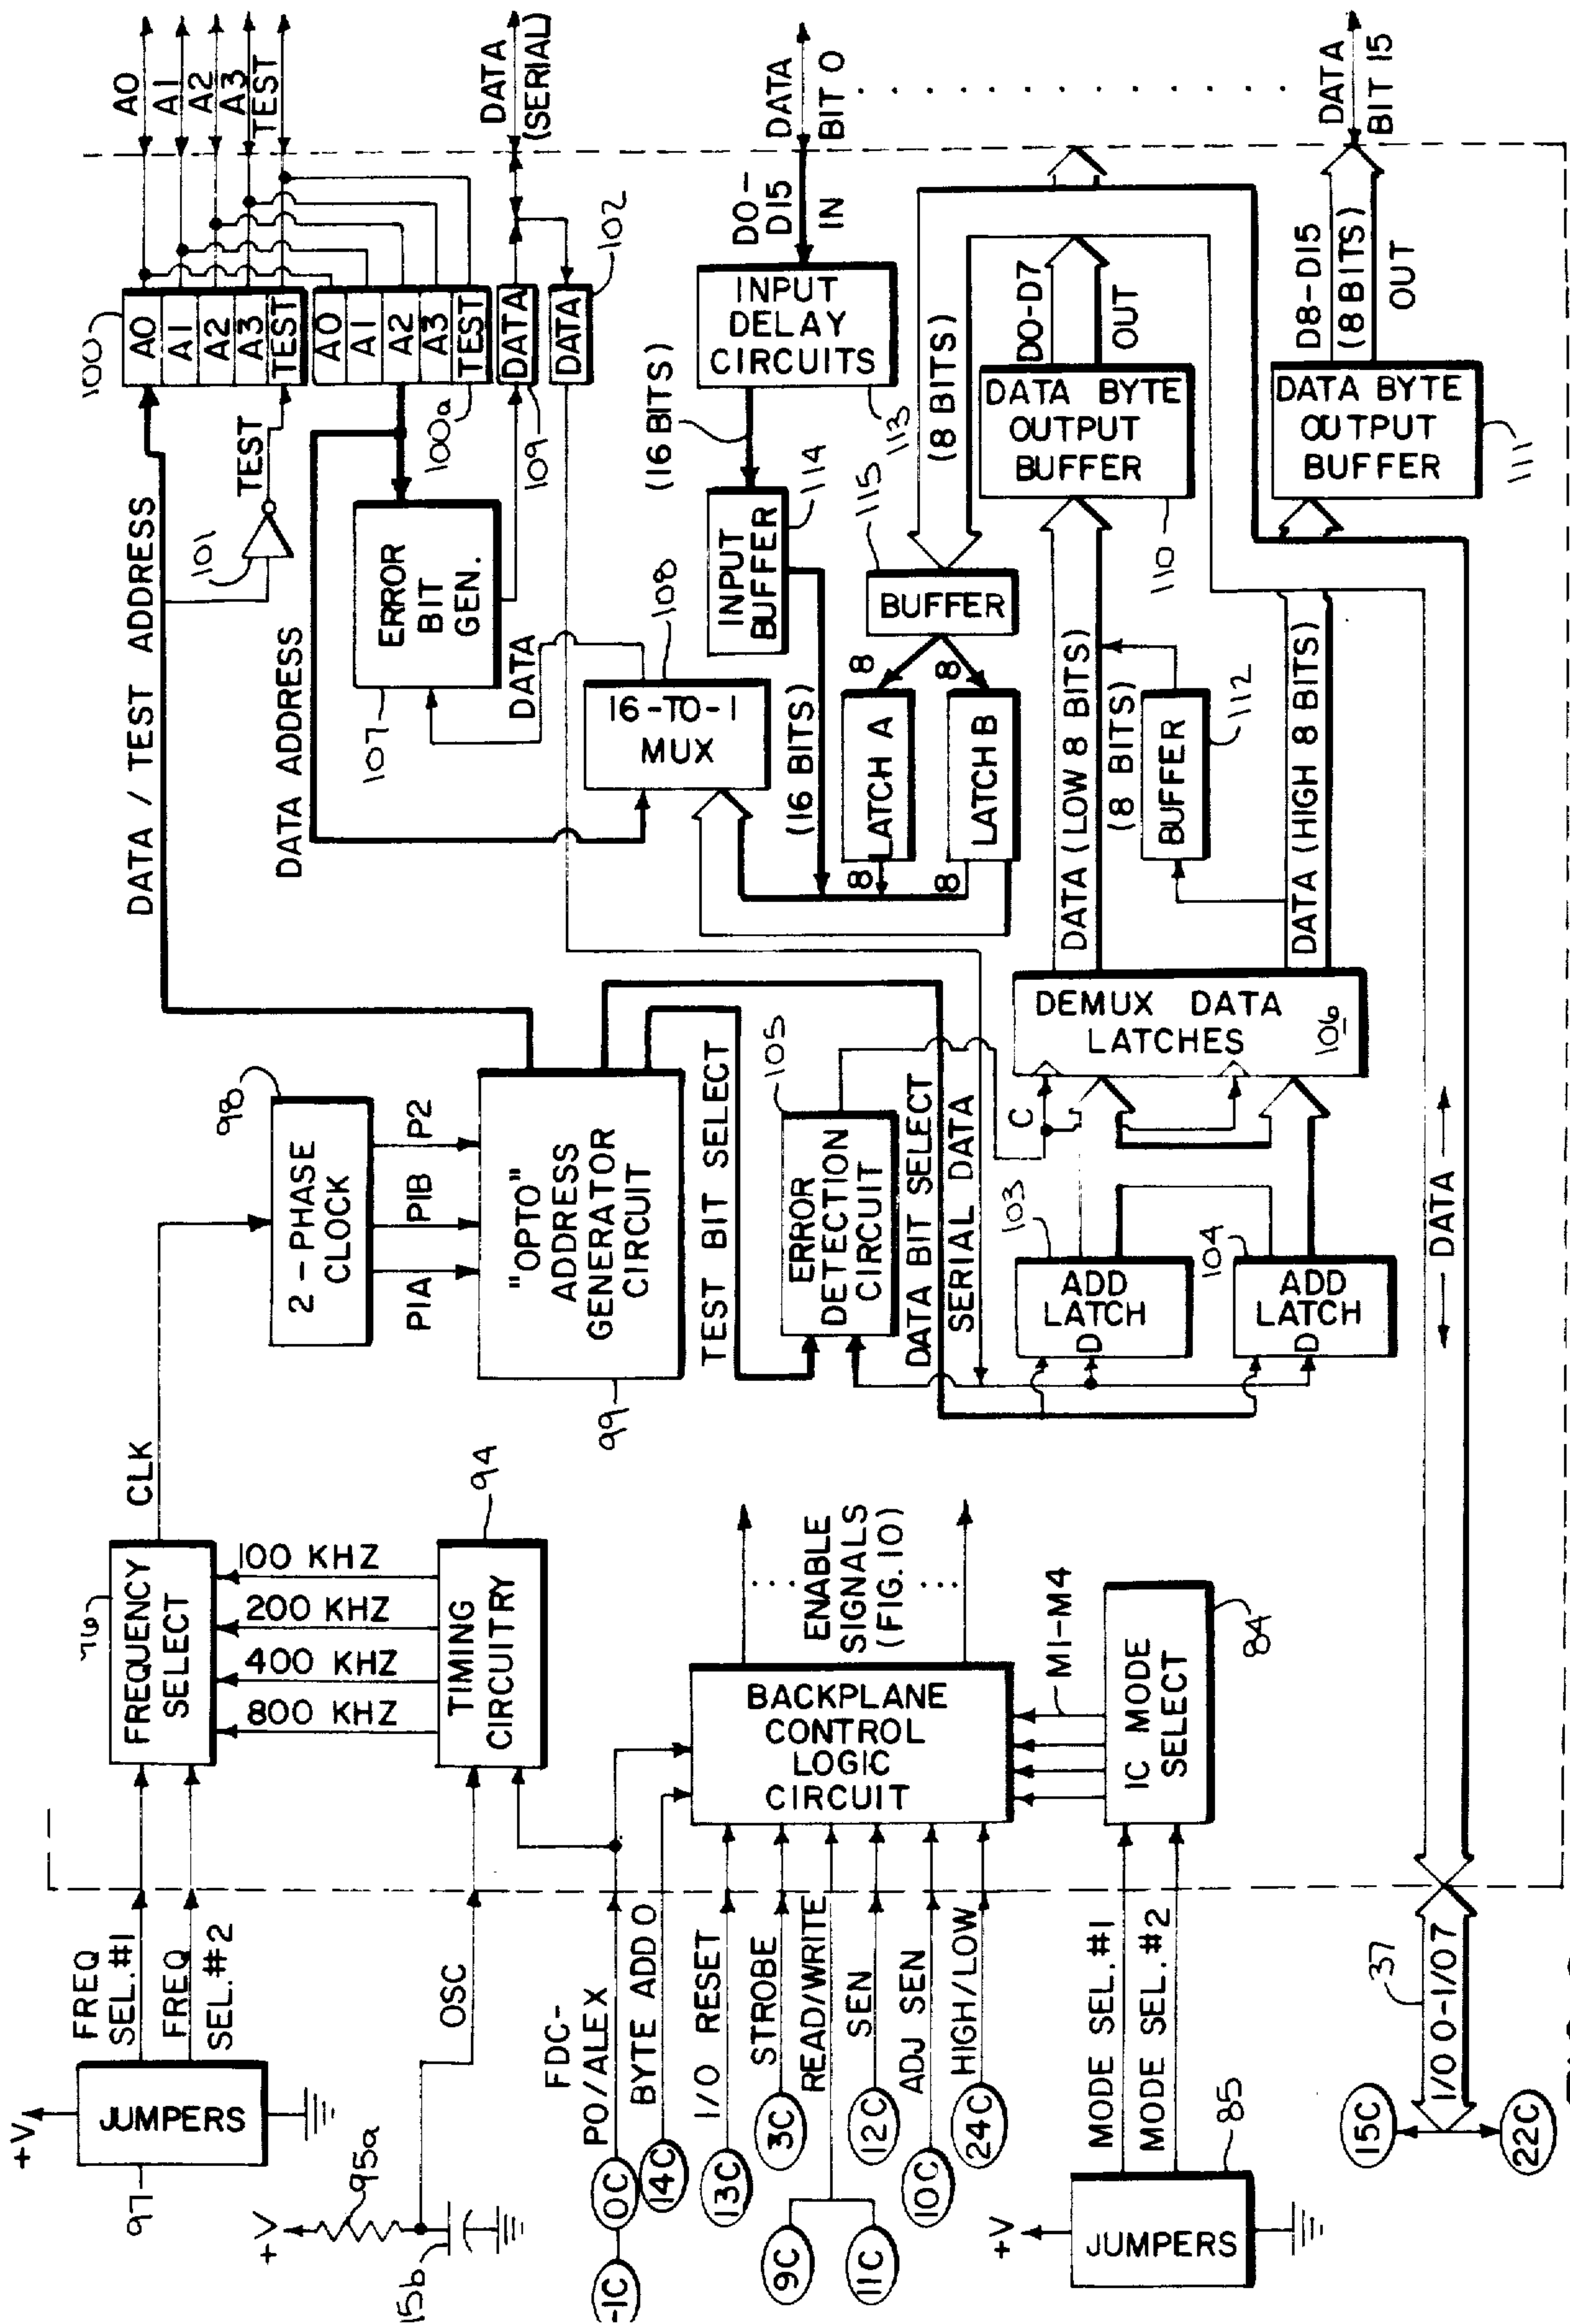 +V
JUMPERS
97
FREQ
SEL.#1
FREQ
SEL.#2
FREQUENCY
SELECT
CLK
100 KHZ
200 KHZ
400 KHZ
800 KHZ
TIMING
CIRCUITRY
94
+V
95a
OSC
2-PHASE
CLOCK
98
P1A
P1B
P2
"OPTO"
ADDRESS
GENERATOR
CIRCUIT
99
DATA / TEST ADDRESS
101
TEST
100
A0
A1
A2
A3
TEST
A0
A1
A2
A3
TEST
100a
A0
A1
A2
A3
TEST
DATA ADDRESS
ERROR
BIT
GEN.
107
DATA
109
DATA
102
DATA
(SERIAL)
DATA
16-TO-1
MUX
108
FDC-
PO/ALEX
BYTE ADD 0
I/O RESET
STROBE
READ/WRITE
SEN
ADJ SEN
HIGH/LOW
14C
13C
3C
9C
11C
12C
10C
24C
BACKPLANE
CONTROL
LOGIC
CIRCUIT
ENABLE
SIGNALS
(FIG.10)
M1-M4
IC MODE
SELECT
84
MODE SEL.#1
MODE SEL.#2
+V
JUMPERS
85
TEST BIT SELECT
ERROR
DETECTION
CIRCUIT
105
DATA BIT SELECT
SERIAL DATA
ADD
LATCH
D
103
ADD
LATCH
D
104
C
DEMUX DATA
LATCHES
106
INPUT
BUFFER
114
(16 BITS)
(16 BITS)
INPUT
DELAY
CIRCUITS
113
D0-
D15
IN
DATA
BIT 0
BUFFER
115
(8 BITS)
8
8
LATCH A
LATCH B
8
8
DATA (LOW 8 BITS)
(8 BITS)
BUFFER
112
DATA (HIGH 8 BITS)
DATA BYTE
OUTPUT
BUFFER
110
D0-D7
OUT
DATA BYTE
OUTPUT
BUFFER
111
D8-D15
(8 BITS)
OUT
DATA
BIT 15
DATA
I/O 0-I/O 7
37
15C
22C